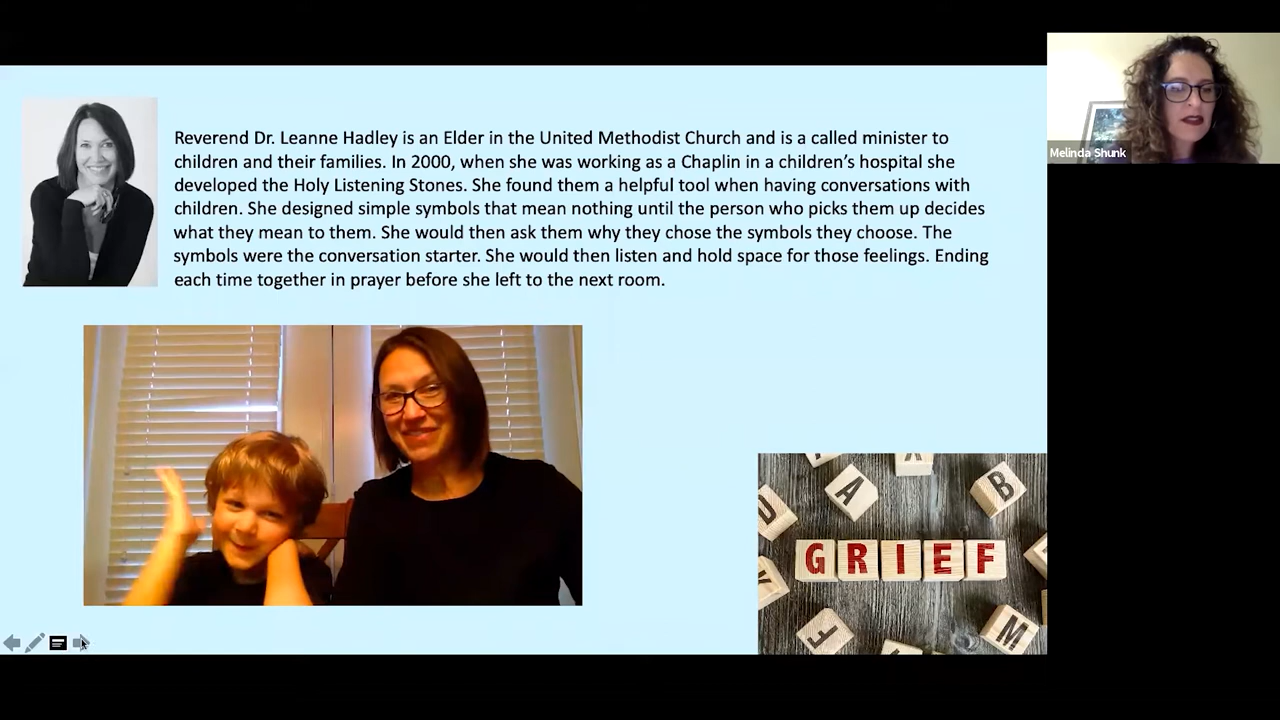 Reverend Dr. Leanne Hadley is an Elder in the United Methodist Church and is a called minister to
children and their families. In 2000, when she was working as a Chaplin in a children's hospital she
developed the Holy Listening Stones. She found them a helpful tool when having conversations with
children. She designed simple symbols that mean nothing until the person who picks them up decides
what they mean to them. She would then ask them why they chose the symbols they choose. The
symbols were the conversation starter. She would then listen and hold space for those feelings. Ending
each time together in prayer before she left to the next room.
Melinda Shunk
A
B
GRIEF
F
M